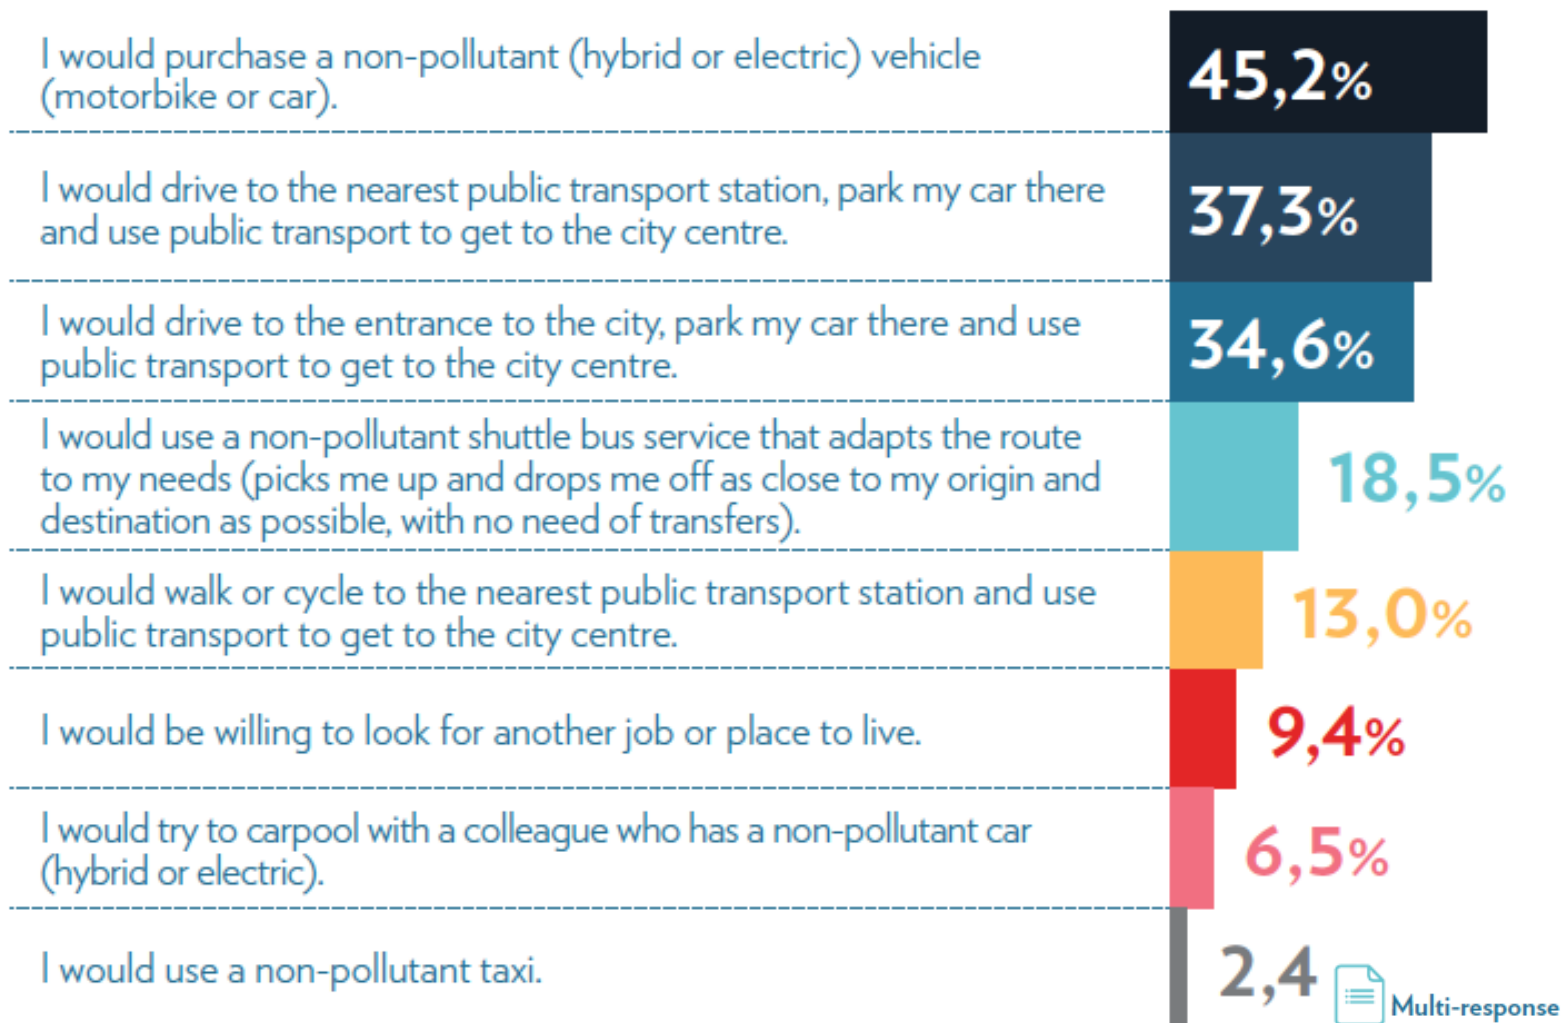 I would purchase a non-pollutant (hybrid or electric) vehicle
(motorbike or car).
45,2%
I would drive to the nearest public transport station, park my car there
and use public transport to get to the city centre.
37,3%
I would drive to the entrance to the city, park my car there and use
public transport to get to the city centre.
34,6%
I would use a non-pollutant shuttle bus service that adapts the route
to my needs (picks me up and drops me off as close to my origin and
destination as possible, with no need of transfers).
18,5%
I would walk or cycle to the nearest public transport station and use
public transport to get to the city centre.
13,0%
I would be willing to look for another job or place to live.
9,4%
I would try to carpool with a colleague who has a non-pollutant car
(hybrid or electric).
6,5%
I would use a non-pollutant taxi.
2,4
Multi-response